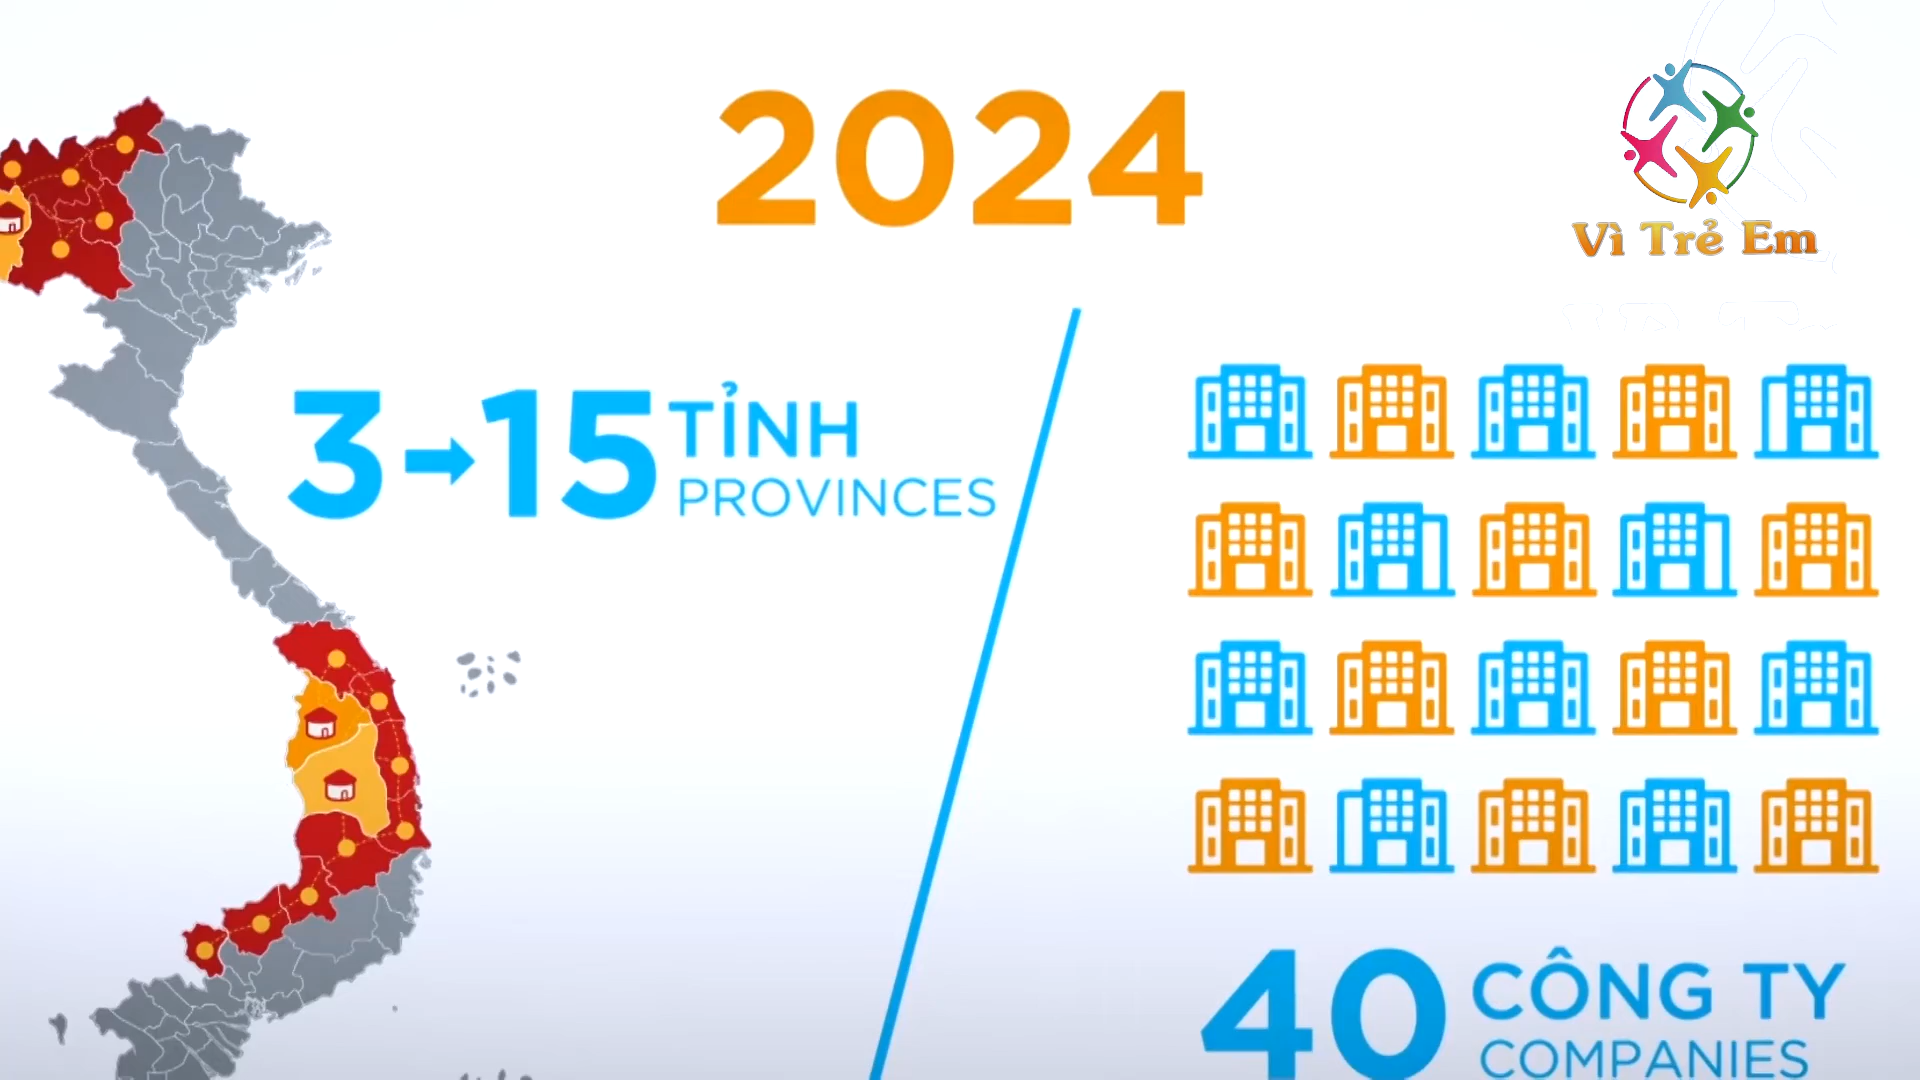 2024
Vì Trẻ Em
3→15 TỈNH
PROVINCES
40 CÔNG TY
COMPANIES